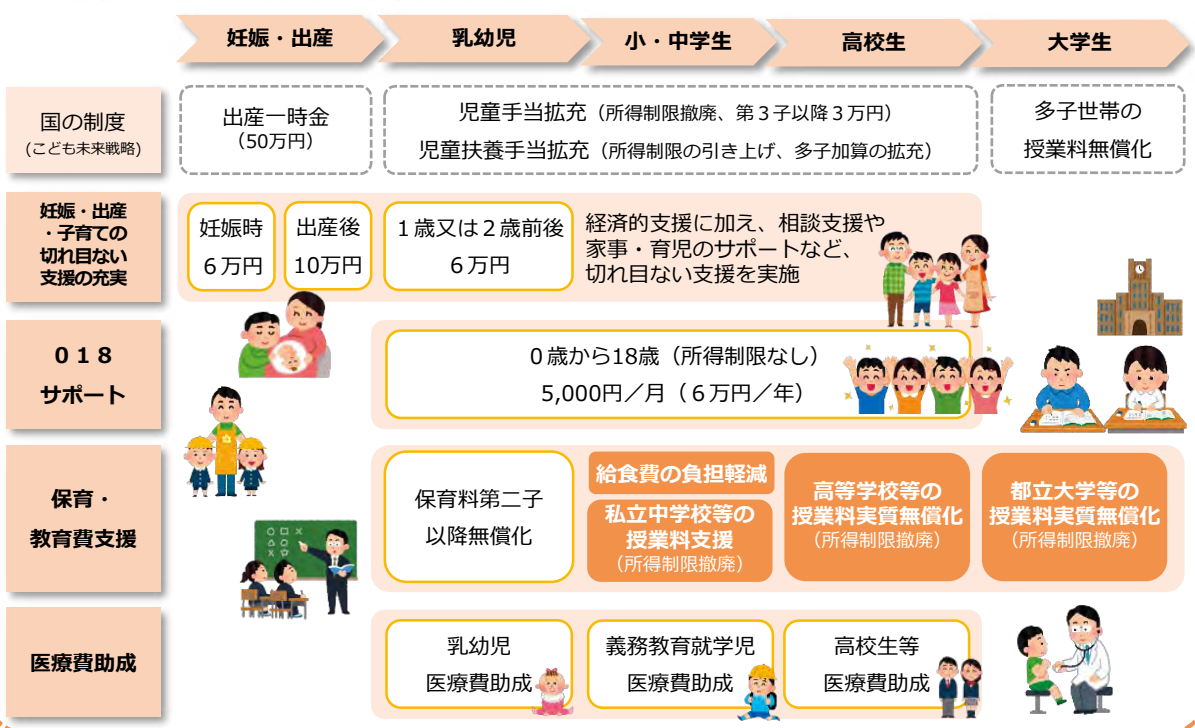 妊娠・出産
乳幼児
小・中学生
高校生
大学生
国の制度
(こども未来戦略)
出産一時金
(50万円)
児童手当拡充（所得制限撤廃、第３子以降３万円）
児童扶養手当拡充（所得制限の引き上げ、多子加算の拡充）
多子世帯の
授業料無償化
妊娠・出産
・子育ての
切れ目ない
支援の充実
妊娠時
６万円
出産後
10万円
１歳又は２歳前後
６万円
経済的支援に加え、相談支援や
家事・育児のサポートなど、
切れ目ない支援を実施
０１８
サポート
０歳から18歳（所得制限なし）
5,000円／月（６万円／年）
保育・
教育費支援
保育料第二子
以降無償化
給食費の負担軽減
私立中学校等の
授業料支援
（所得制限撤廃）
高等学校等の
授業料実質無償化
（所得制限撤廃）
都立大学等の
授業料実質無償化
（所得制限撤廃）
医療費助成
乳幼児
医療費助成
義務教育就学児
医療費助成
高校生等
医療費助成